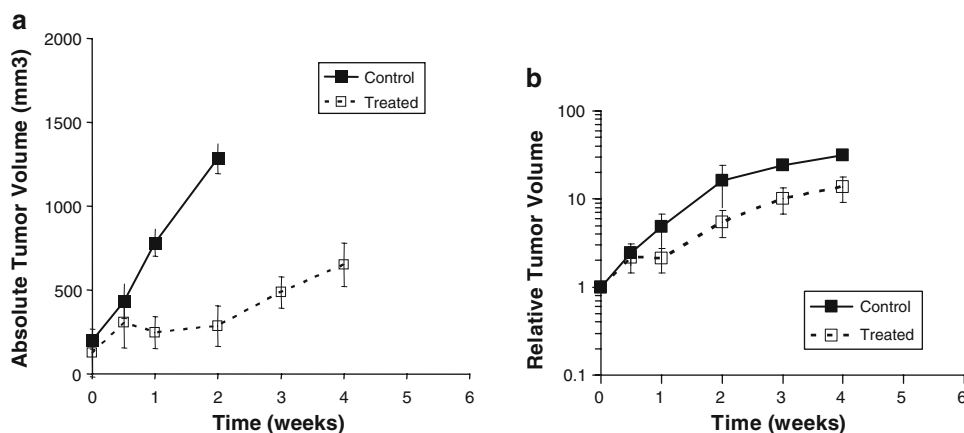 a
Absolute Tumor Volume (mm3)
2000
1500
1000
500
0
Control
Treated
0 1 2 3 4 5 6
Time (weeks)
b
Relative Tumor Volume
100
10
1
0.1
Control
Treated
0 1 2 3 4 5 6
Time (weeks)